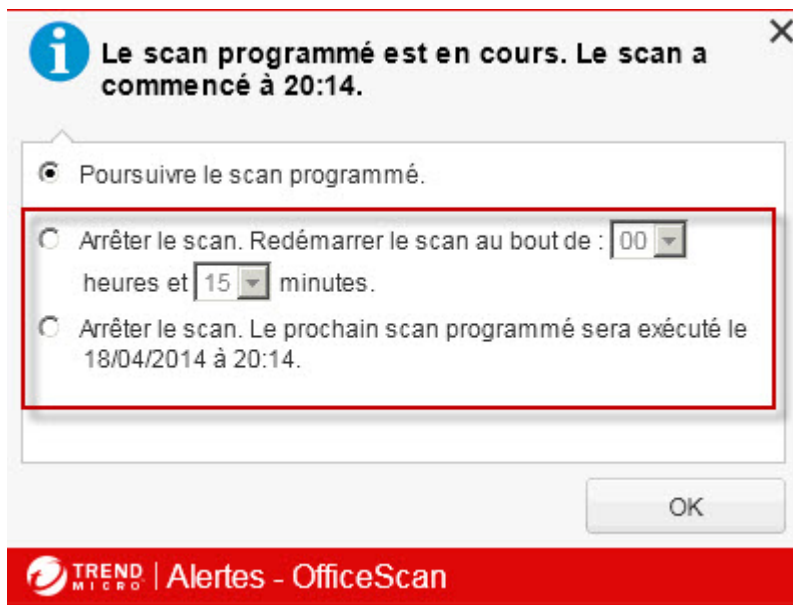 Le scan programmé est en cours. Le scan a
commencé à 20:14.
Poursuivre le scan programmé.
Arrêter le scan. Redémarrer le scan au bout de : 00
heures et 15 minutes.
Arrêter le scan. Le prochain scan programmé sera exécuté le
18/04/2014 à 20:14.
OK
TREND MICRO | Alertes - OfficeScan